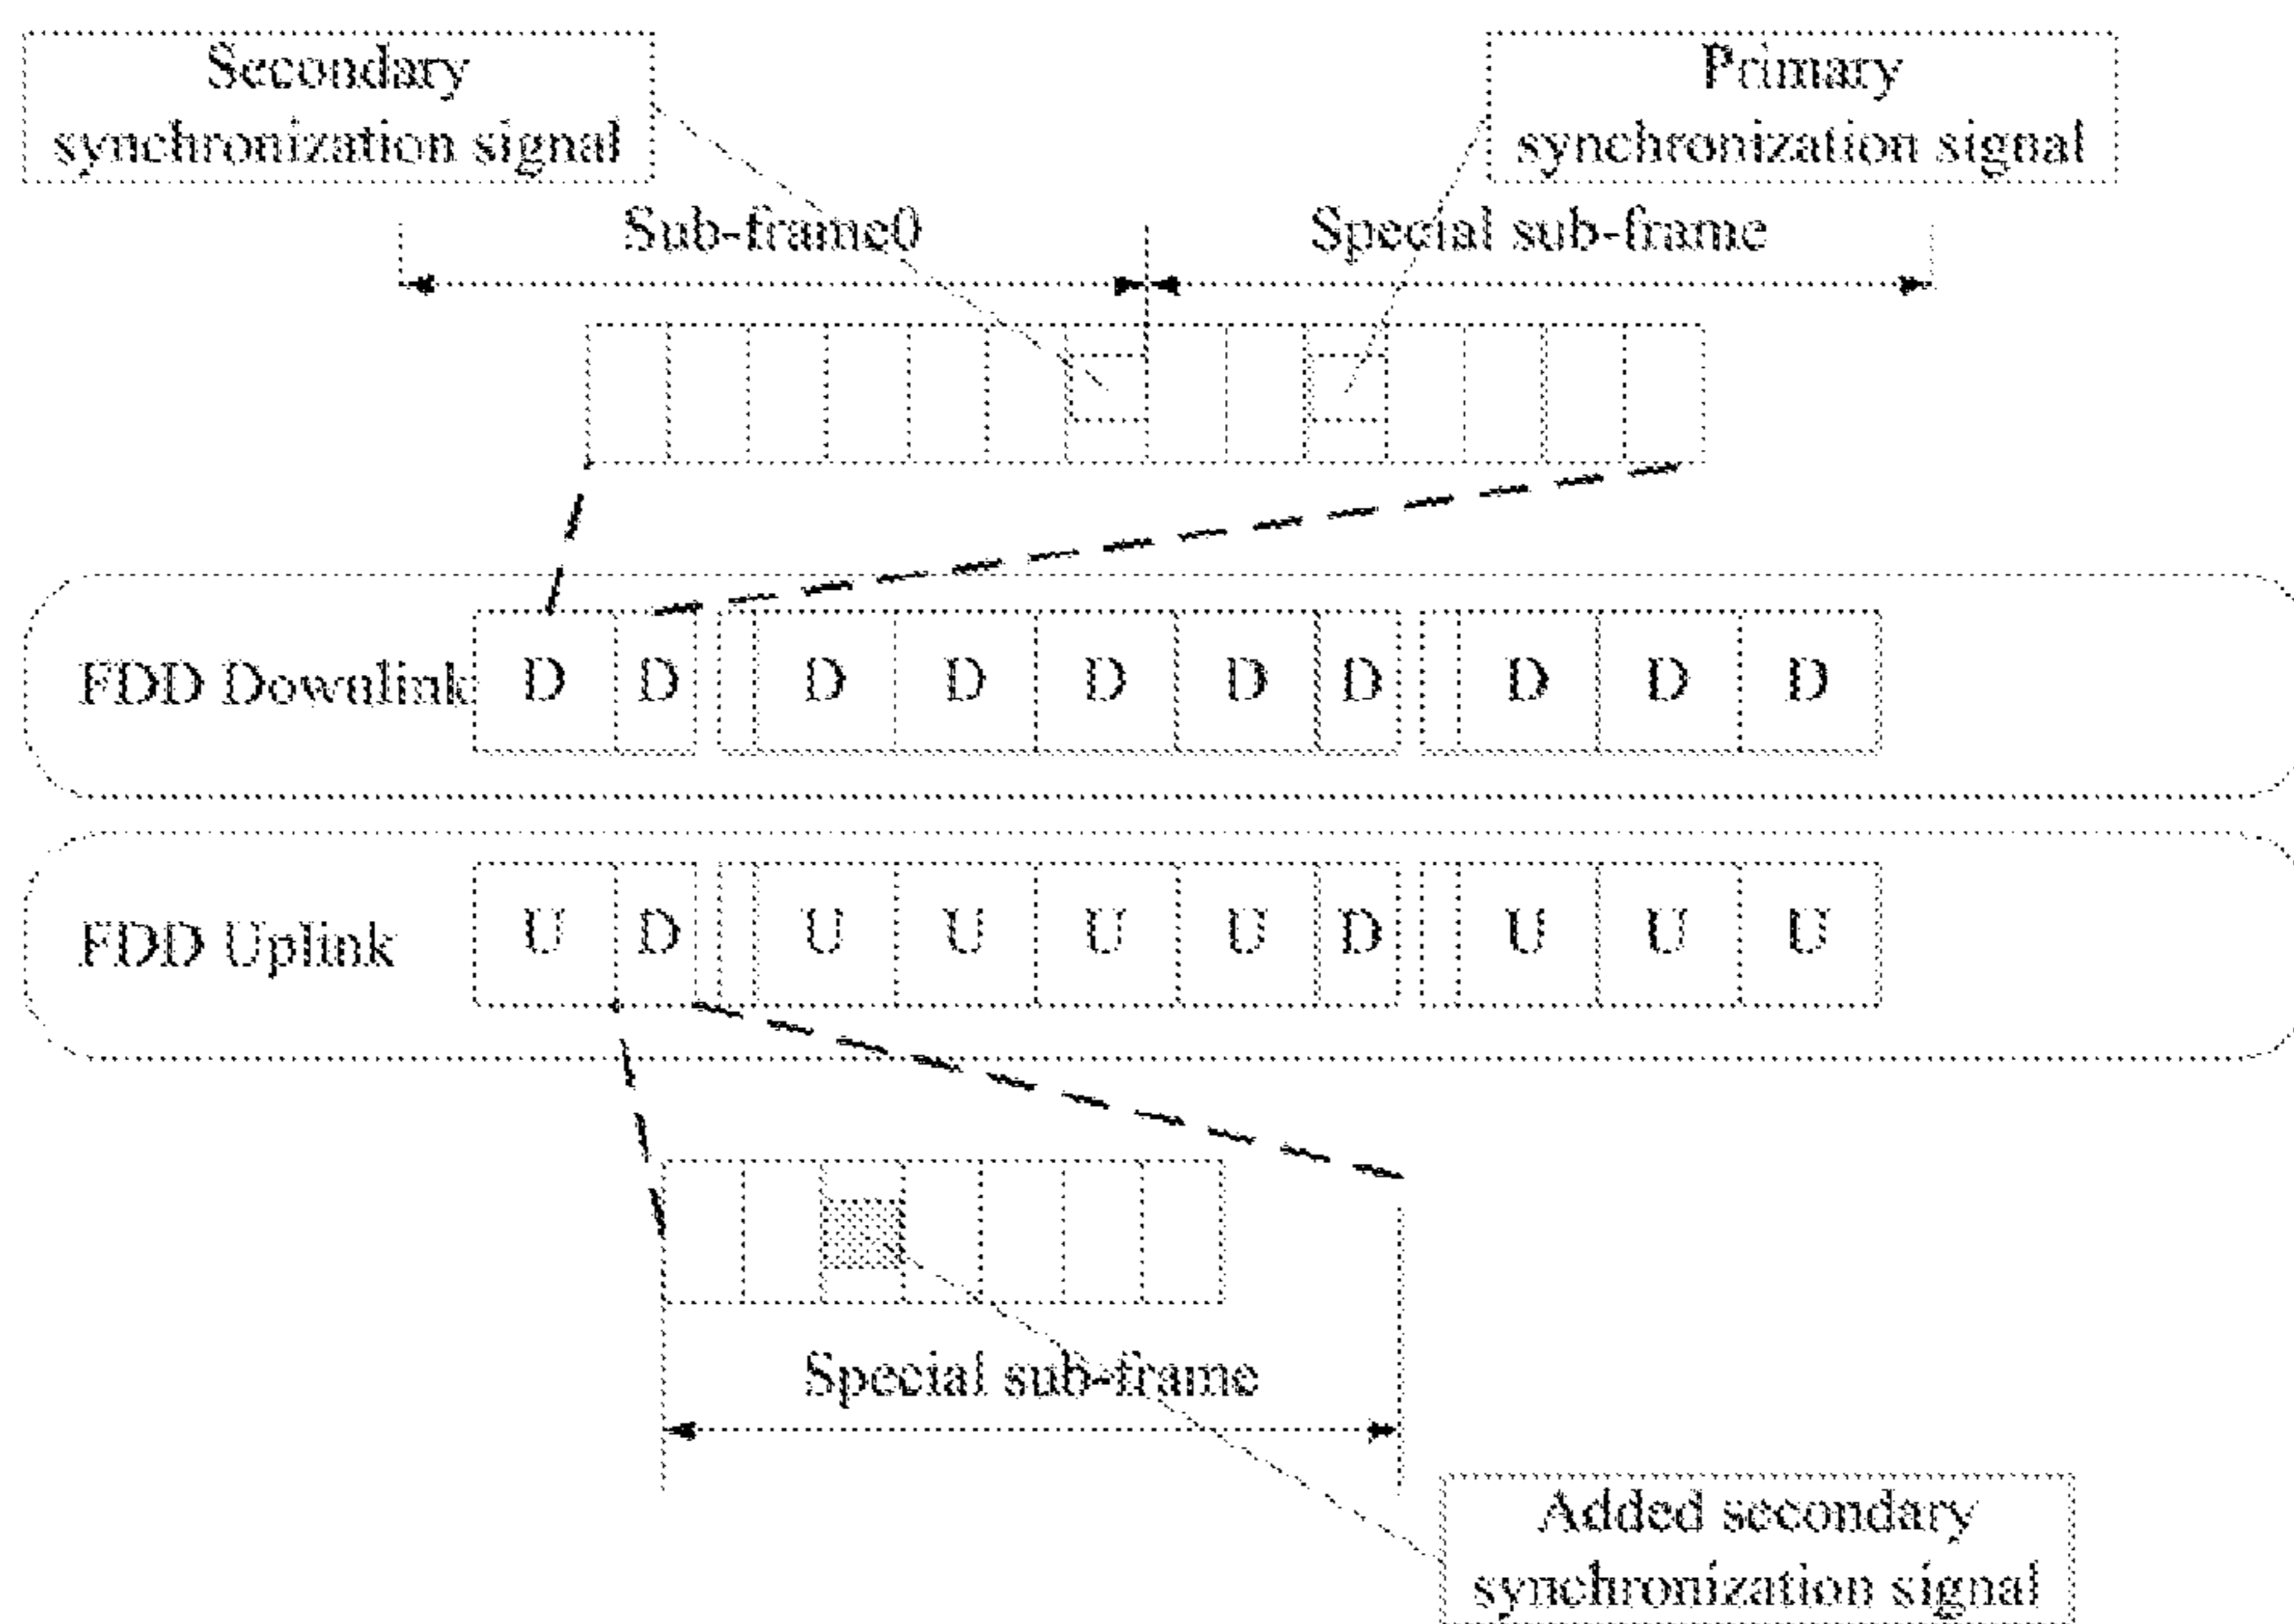 Secondary
synchronization signal
Primary
synchronization signal
Sub-frame0
Special sub-frame
FDD Downlink D D D D D D D D D D
FDD Uplink U D U U U U D U U U
Special sub-frame
Added secondary
synchronization signal